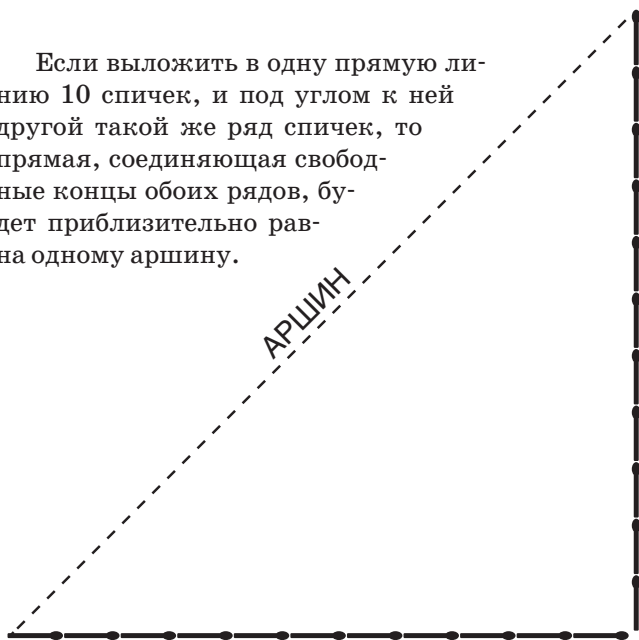 Если выложить в одну прямую ли-
нию 10 спичек, и под углом к ней
другой такой же ряд спичек, то
прямая, соединяющая свобод-
ные концы обоих рядов, бу-
дет приблизительно рав-
на одному аршину.
АРШИН